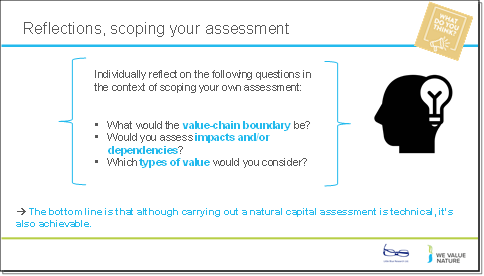 Reflections, scoping your assessment
WHAT
DO YOU
THINK?
Individually reflect on the following questions in
the context of scoping your own assessment:
▪ What would the value-chain boundary be?
▪ Would you assess impacts and/or
dependencies?
▪ Which types of value would you consider?
→ The bottom line is that although carrying out a natural capital assessment is technical, it's
also achievable.
WE VALUE
NATURE